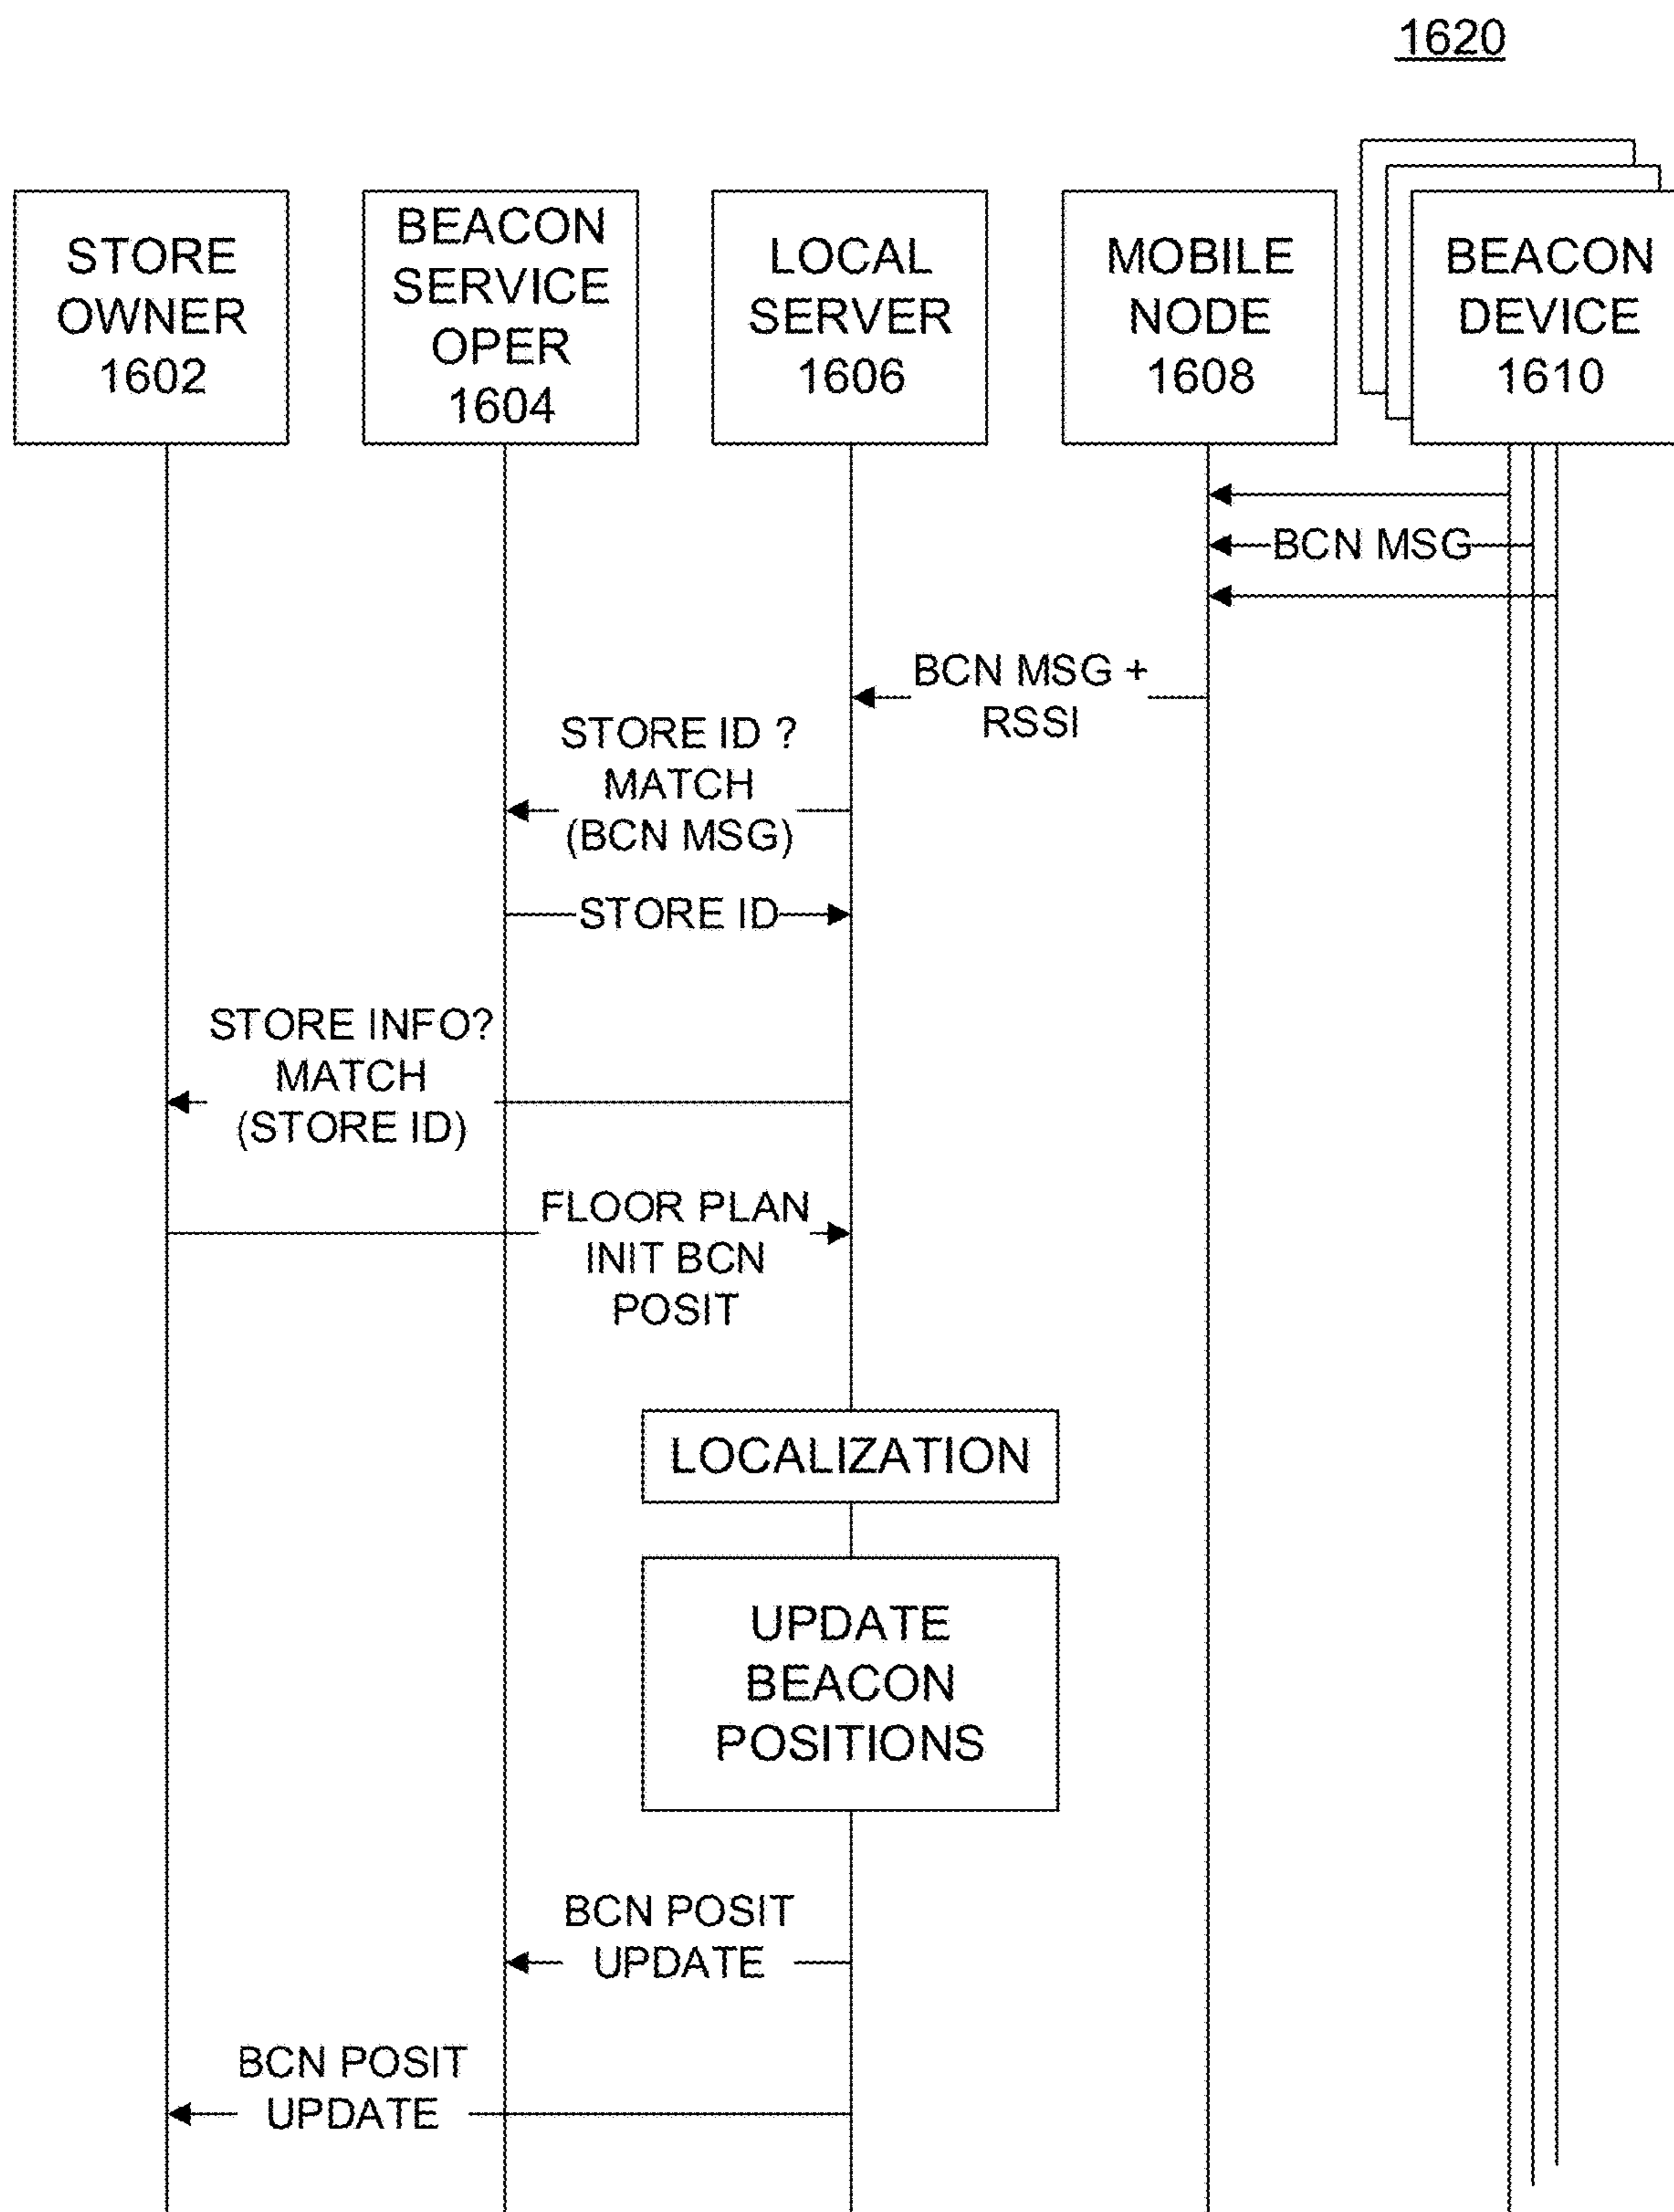 1620
STORE
OWNER
1602
BEACON
SERVICE
OPER
1604
LOCAL
SERVER
1606
MOBILE
NODE
1608
BEACON
DEVICE
1610
BCN MSG
BCN MSG +
RSSI
STORE ID ?
MATCH
(BCN MSG)
STORE ID
STORE INFO?
MATCH
(STORE ID)
FLOOR PLAN
INIT BCN
POSIT
LOCALIZATION
UPDATE
BEACON
POSITIONS
BCN POSIT
UPDATE
BCN POSIT
UPDATE